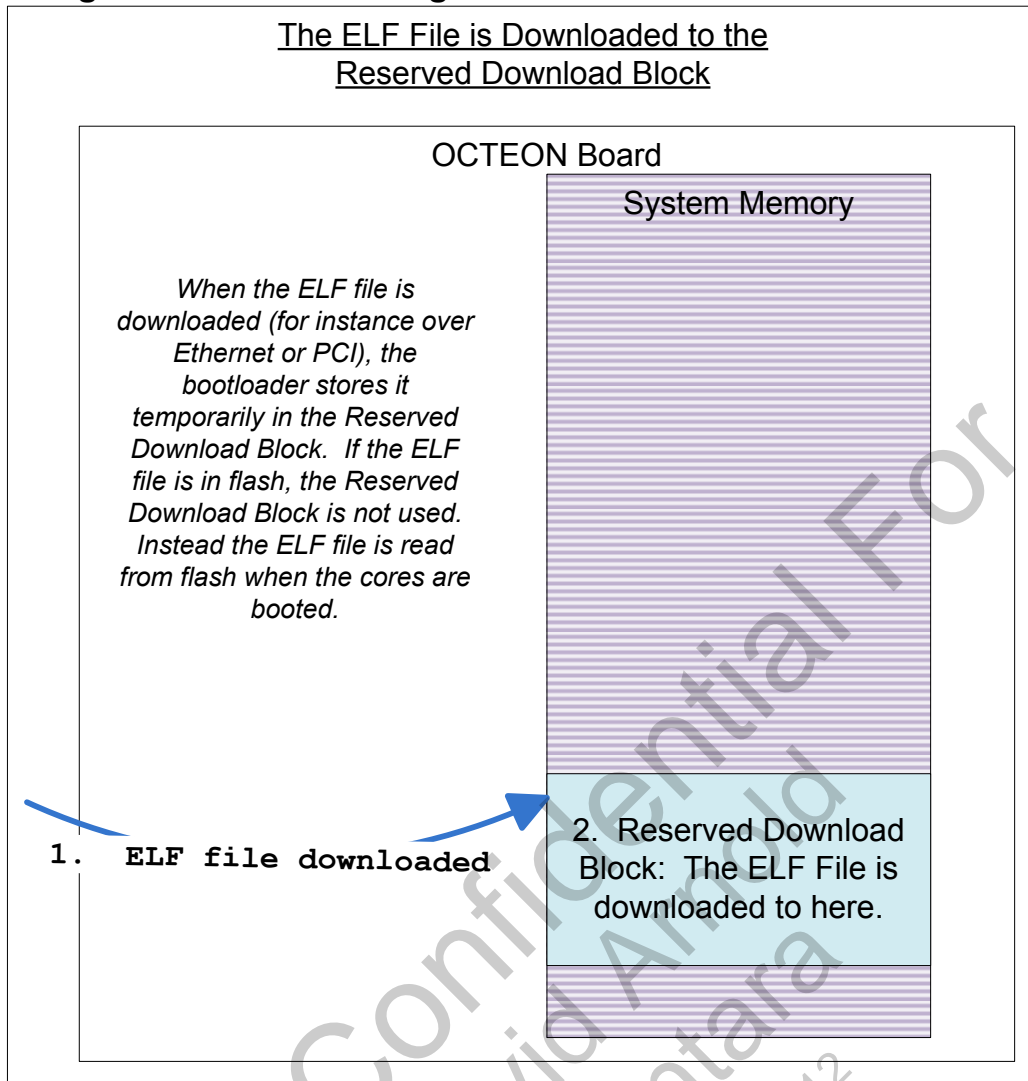 The ELF File is Downloaded to the
Reserved Download Block
OCTEON Board
System Memory
When the ELF file is
downloaded (for instance over
Ethernet or PCI), the
bootloader stores it
temporarily in the Reserved
Download Block. If the ELF
file is in flash, the Reserved
Download Block is not used.
Instead the ELF file is read
from flash when the cores are
booted.
1. ELF file downloaded
2. Reserved Download
Block: The ELF File is
downloaded to here.
Confidential For
David Arnold